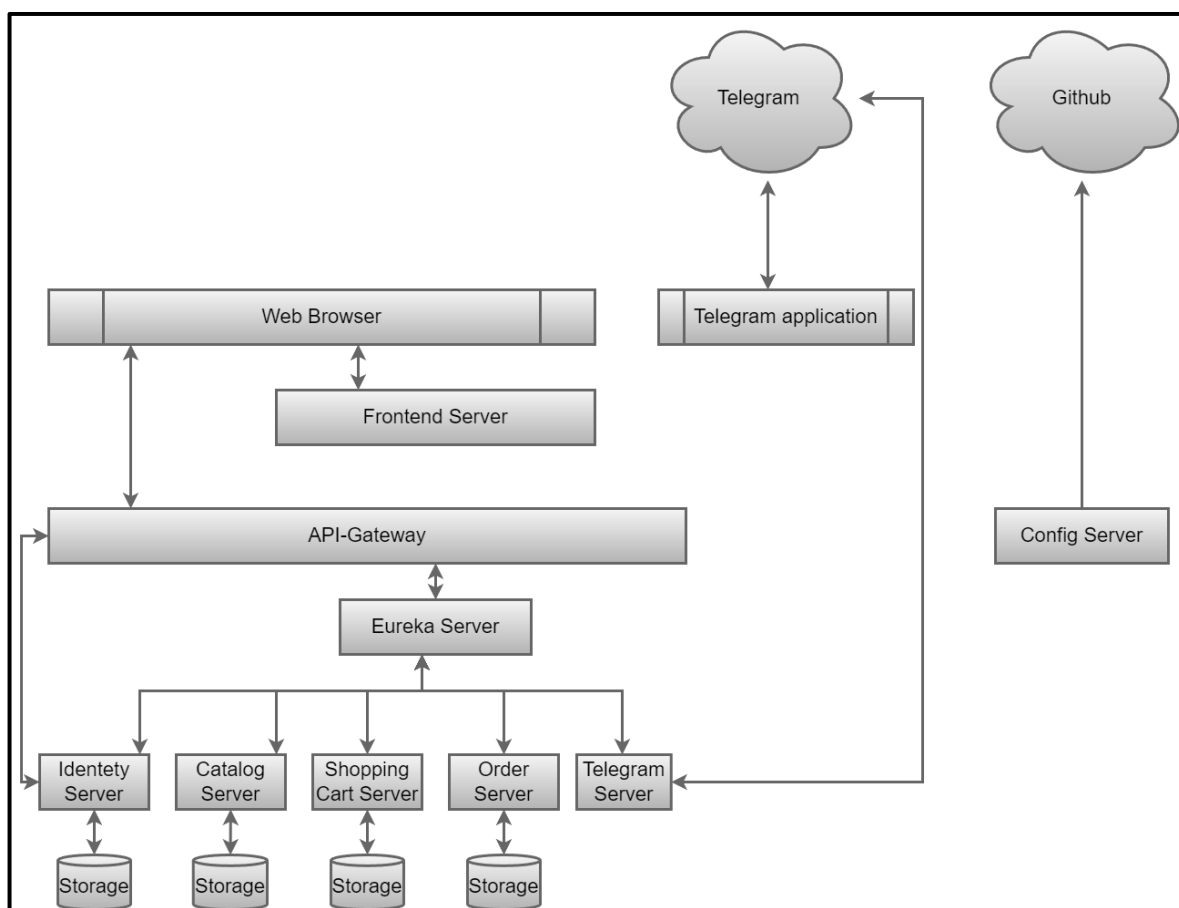 Telegram
Github
Web Browser
Telegram application
Frontend Server
API-Gateway
Config Server
Eureka Server
Identety
Server
Catalog
Server
Shopping
Cart Server
Order
Server
Telegram
Server
Storage
Storage
Storage
Storage